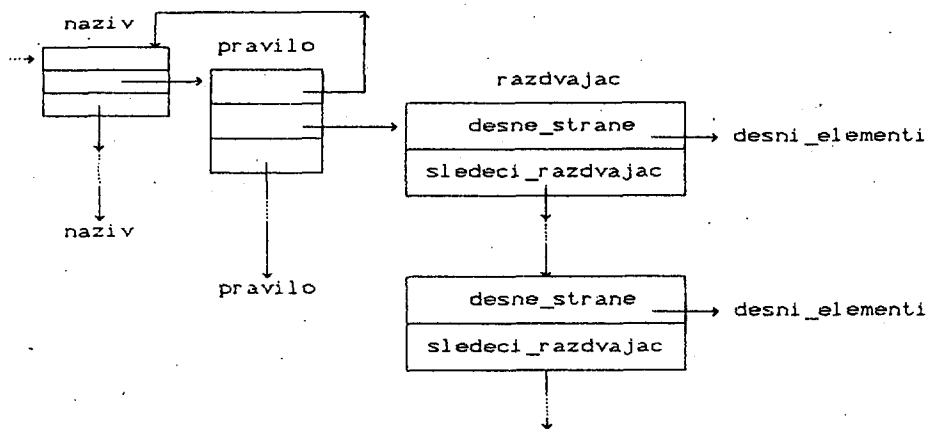 naziv
pravilo
razdvajac
desne_strane
desni_elementi
sledeci_razdvajac
naziv
pravilo
desne_strane
desni_elementi
sledeci_razdvajac